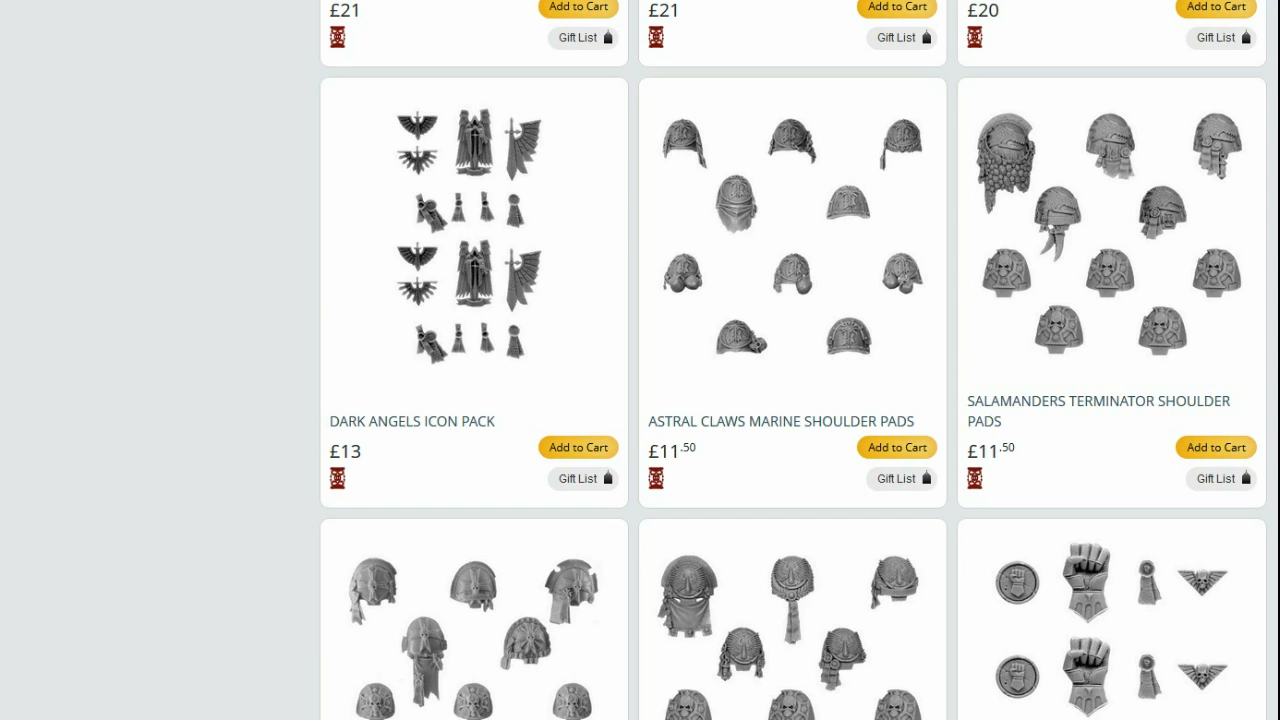 £21
Add to Cart
Gift List
£21
Add to Cart
Gift List
£20
Add to Cart
Gift List
DARK ANGELS ICON PACK
£13
Add to Cart
Gift List
ASTRAL CLAWS MARINE SHOULDER PADS
£11.50
Add to Cart
Gift List
SALAMANDERS TERMINATOR SHOULDER
PADS
£11.50
Add to Cart
Gift List